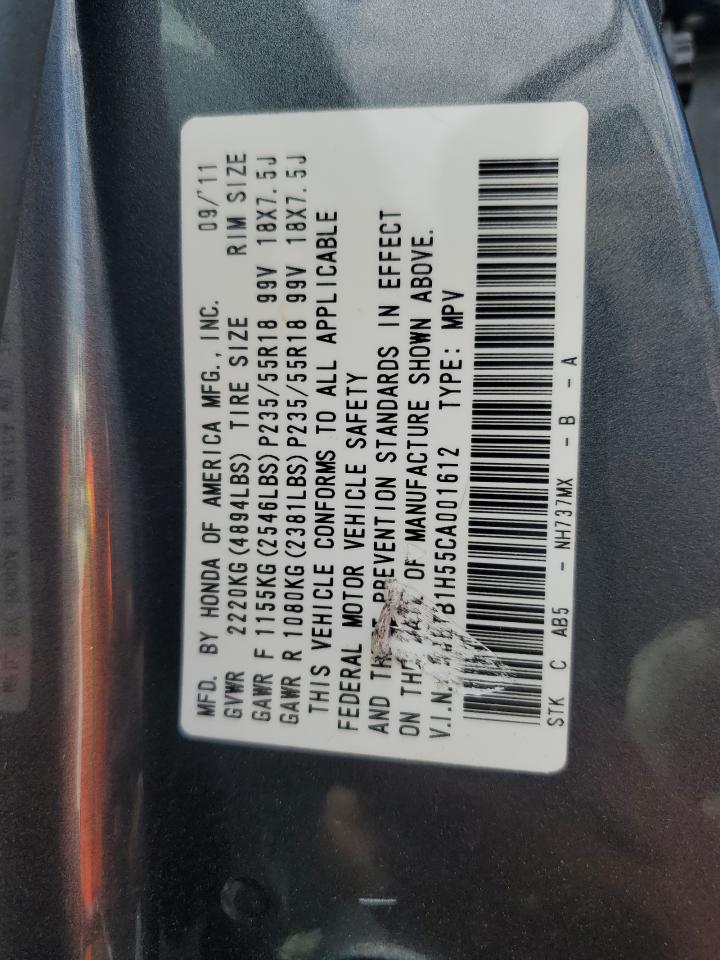 MFD. BY HONDA OF AMERICA MFG., INC. 09/'11
GVWR 2220KG(4894LBS) TIRE SIZE RIM SIZE
GAWR F 1155KG(2546LBS)P235/55R18 99V 18X7.5J
GAWR R 1080KG(2381LBS)P235/55R18 99V 18X7.5J
THIS VEHICLE CONFORMS TO ALL APPLICABLE
FEDERAL MOTOR VEHICLE SAFETY
AND PREVENTION STANDARDS IN EFFECT
ON OF MANUFACTURE SHOWN ABOVE.
V.I.N. TYPE: MPV
STK C AB5 - NH737MX - B - A